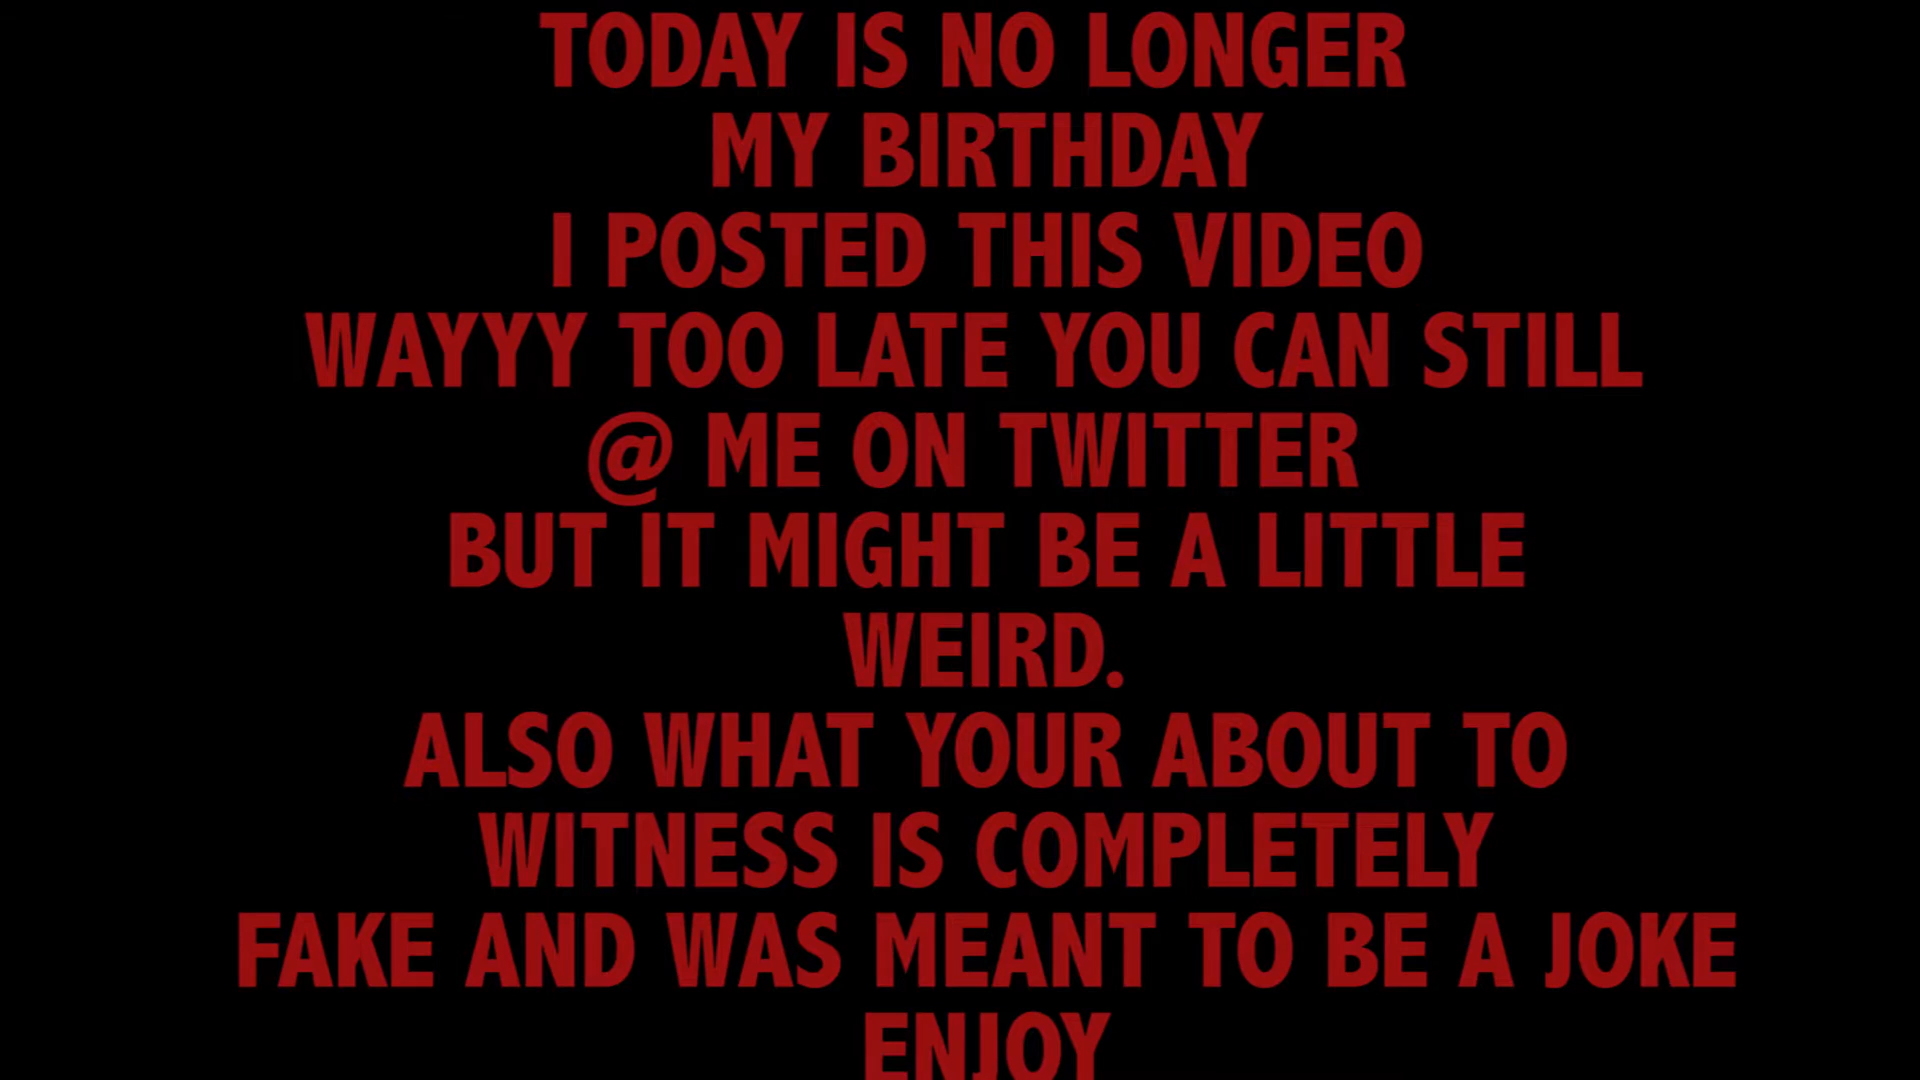 TODAY IS NO LONGER
MY BIRTHDAY
I POSTED THIS VIDEO
WAYYY TOO LATE YOU CAN STILL
@ ME ON TWITTER
BUT IT MIGHT BE A LITTLE
WEIRD.
ALSO WHAT YOUR ABOUT TO
WITNESS IS COMPLETELY
FAKE AND WAS MEANT TO BE A JOKE
ENJOY